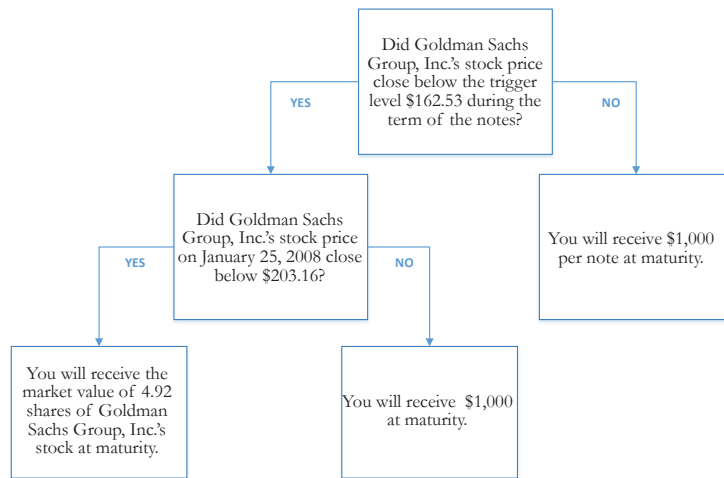 Did Goldman Sachs
Group, Inc.'s stock price
close below the trigger
level $162.53 during the
term of the notes?
YES
NO
Did Goldman Sachs
Group, Inc.'s stock price
on January 25, 2008 close
below $203.16?
You will receive $1,000
per note at maturity.
YES
NO
You will receive the
market value of 4.92
shares of Goldman
Sachs Group, Inc.'s
stock at maturity.
You will receive $1,000
at maturity.